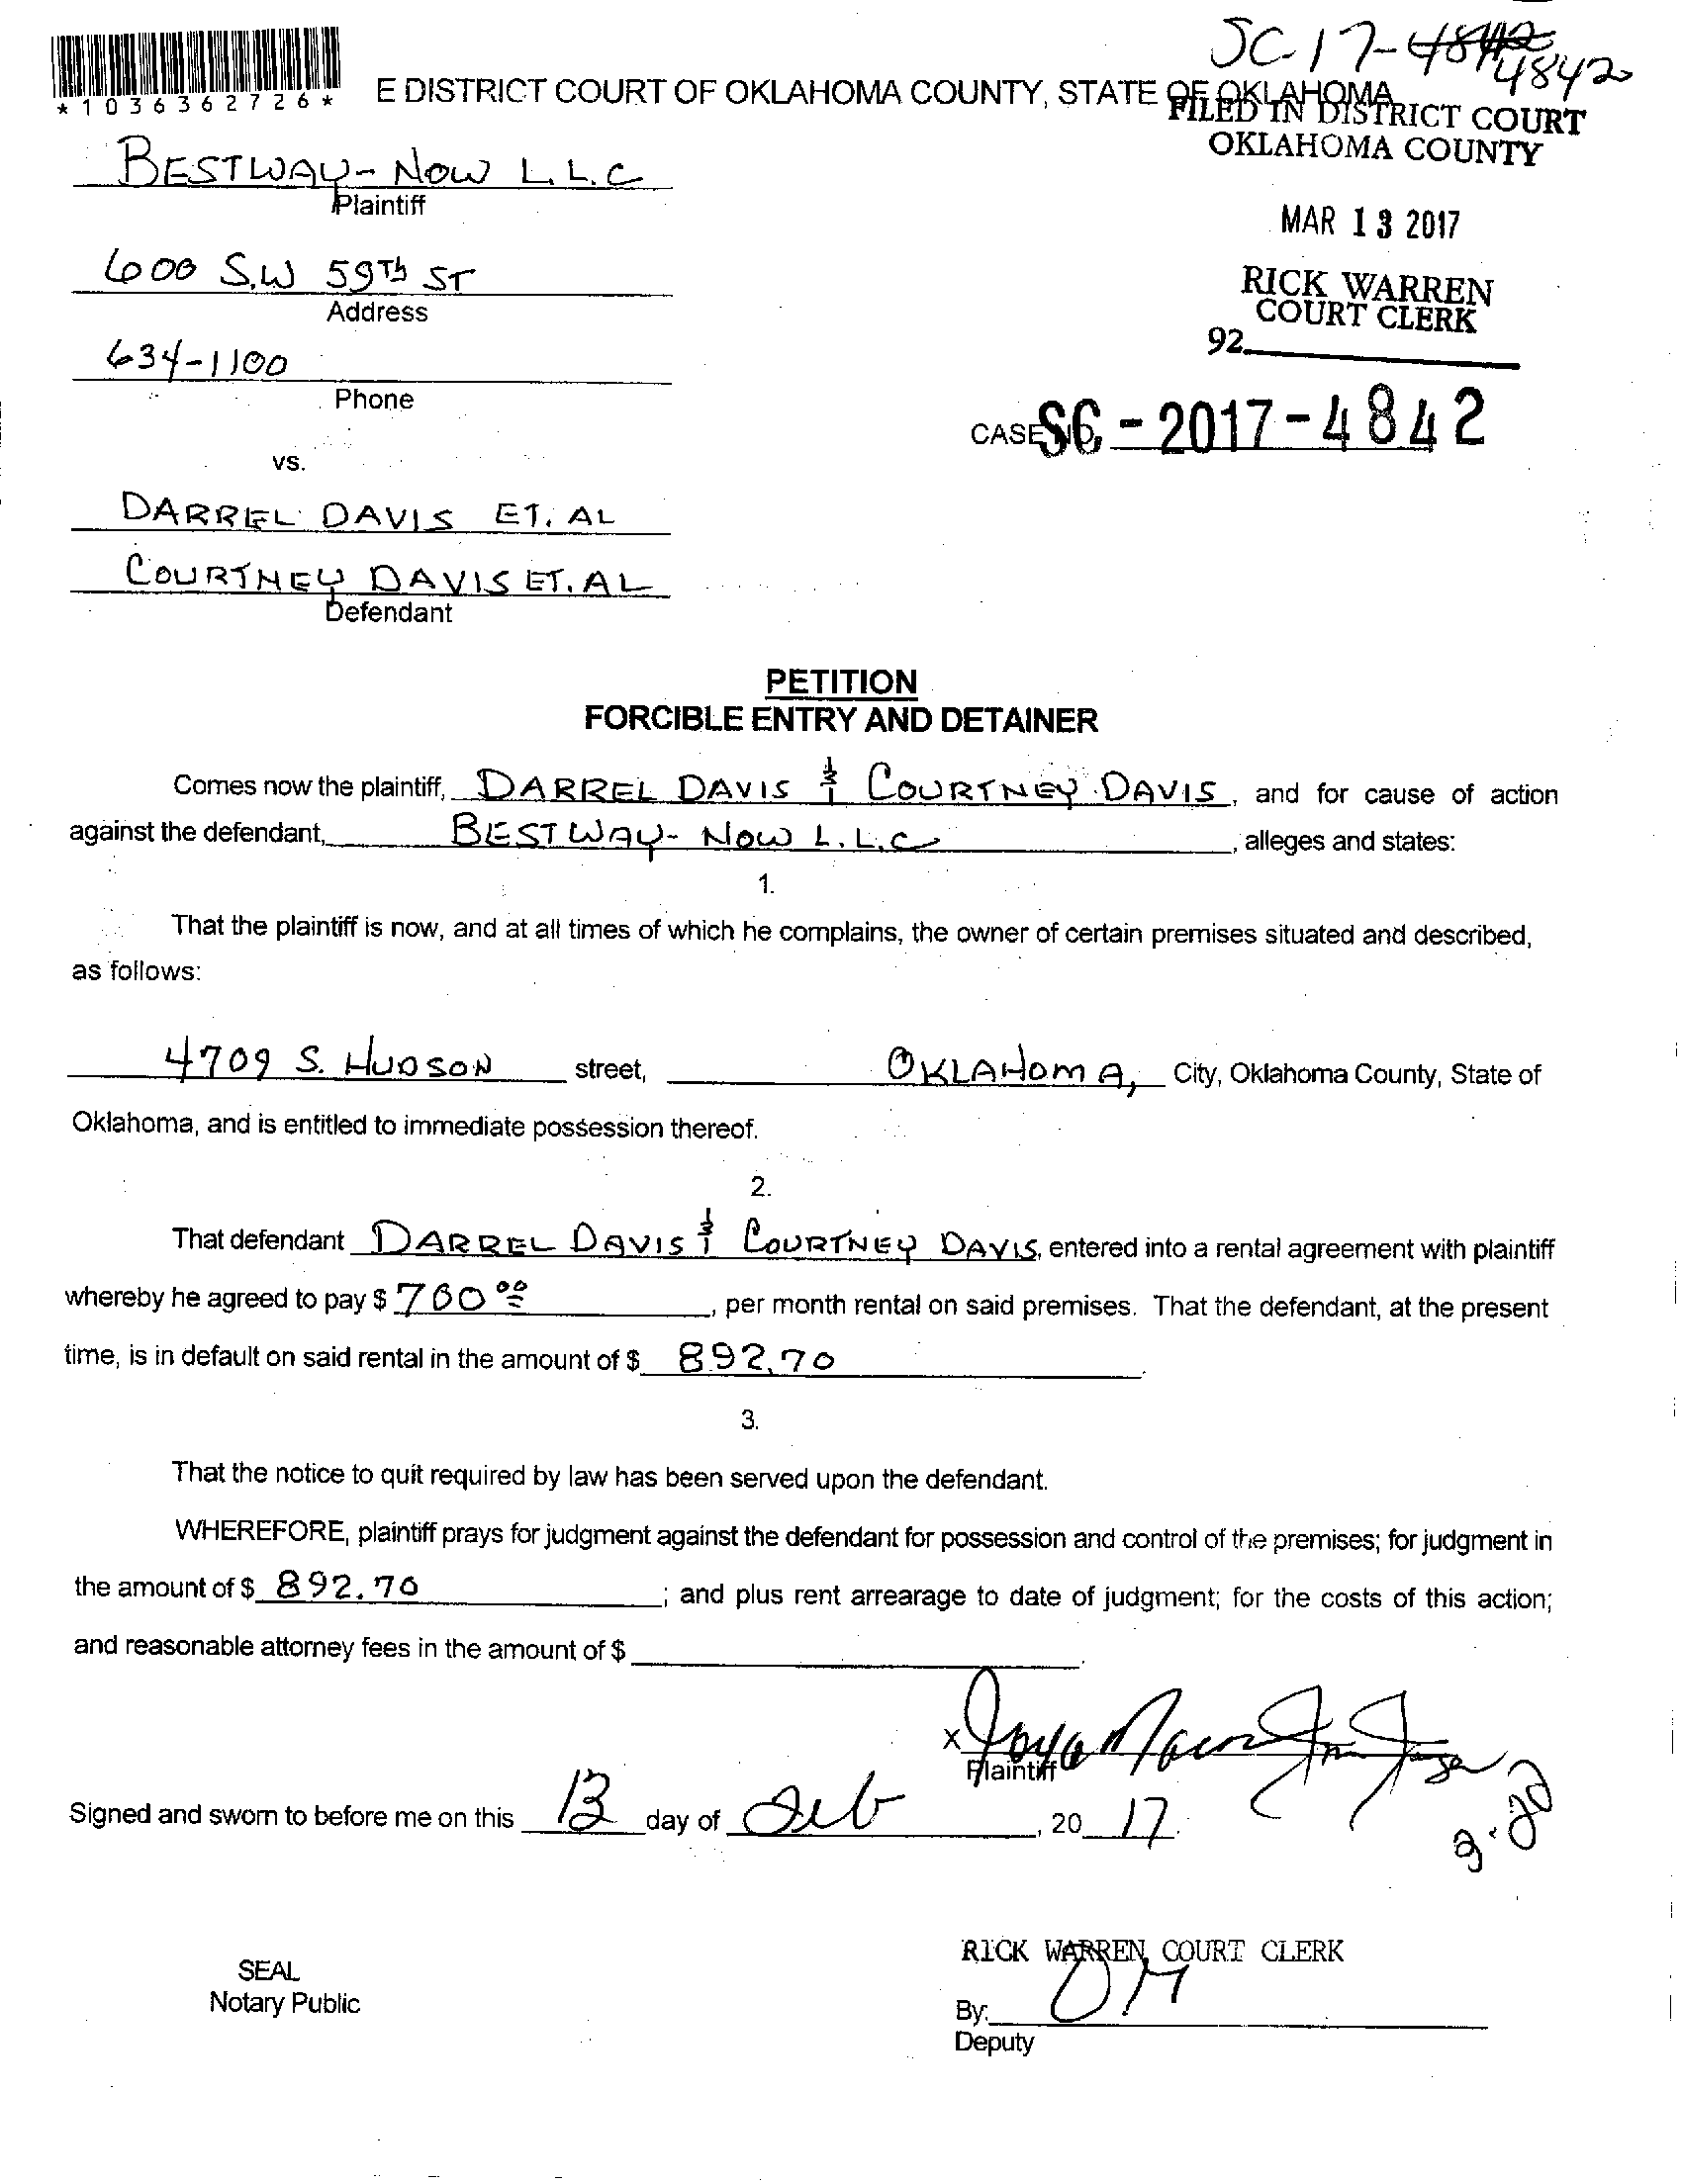 SC-17-4842
4842
*1036362726*
E DISTRICT COURT OF OKLAHOMA COUNTY, STATE OF OKLAHOMA
FILED IN DISTRICT COURT
OKLAHOMA COUNTY
BESTWAY-NOW L.L.C
Plaintiff
MAR 13 2017
600 S.W 59TH ST
Address
RICK WARREN
COURT CLERK
92
634-1100
Phone
CASE NO. SC-2017-4842
vs.
DARREL DAVIS ET. AL
COURTNEY DAVIS ET. AL
Defendant
PETITION
FORCIBLE ENTRY AND DETAINER
Comes now the plaintiff, DARREL DAVIS & COURTNEY DAVIS, and for cause of action
against the defendant, BESTWAY-NOW L.L.C, alleges and states:
1.
That the plaintiff is now, and at all times of which he complains, the owner of certain premises situated and described,
as follows:
4709 S. HUDSON street, OKLAHOMA, City, Oklahoma County, State of
Oklahoma, and is entitled to immediate possession thereof.
2.
That defendant DARREL DAVIS & COURTNEY DAVIS, entered into a rental agreement with plaintiff
whereby he agreed to pay $ 700 00, per month rental on said premises. That the defendant, at the present
time, is in default on said rental in the amount of $ 892.70.
3.
That the notice to quit required by law has been served upon the defendant.
WHEREFORE, plaintiff prays for judgment against the defendant for possession and control of the premises; for judgment in
the amount of $ 892.70; and plus rent arrearage to date of judgment; for the costs of this action;
and reasonable attorney fees in the amount of $
x
Plaintiff
Signed and sworn to before me on this 13 day of Feb, 20 17.
SEAL
Notary Public
RICK WARREN, COURT CLERK
By:
Deputy